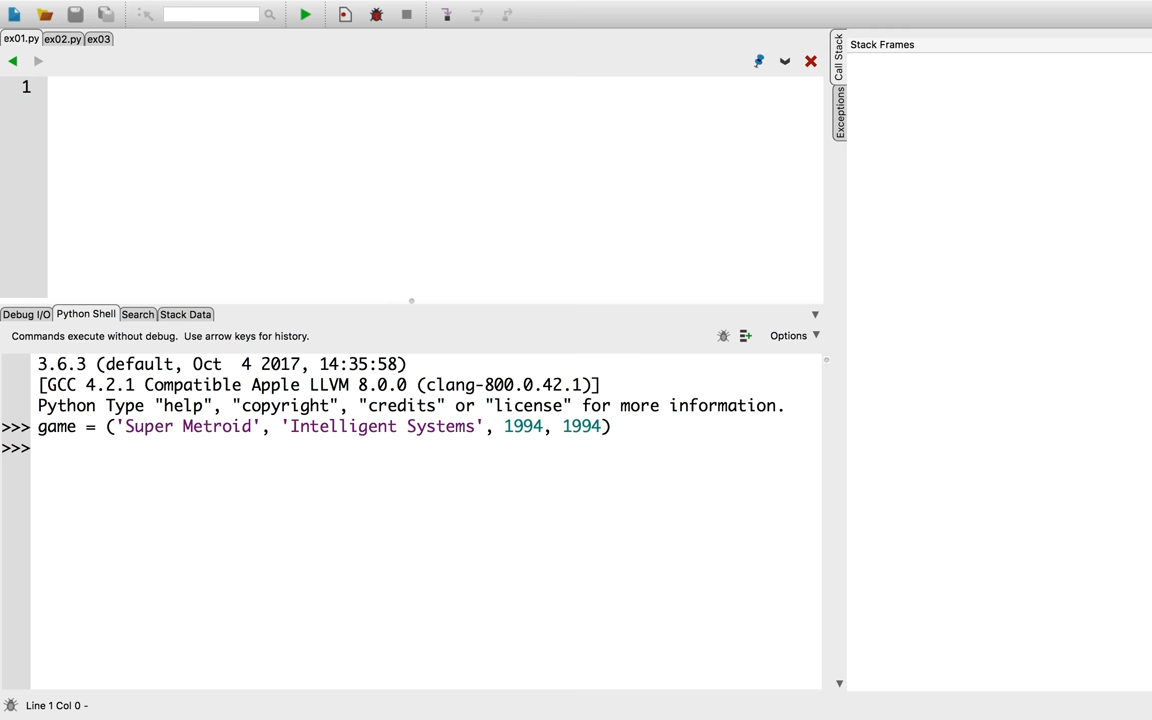 ex01.py ex02.py ex03
Call Stack
Exceptions
Stack Frames
1
Debug I/O Python Shell Search Stack Data
Commands execute without debug. Use arrow keys for history.
Options
3.6.3 (default, Oct  4 2017, 14:35:58)
[GCC 4.2.1 Compatible Apple LLVM 8.0.0 (clang-800.0.42.1)]
Python Type "help", "copyright", "credits" or "license" for more information.
>>> game = ('Super Metroid', 'Intelligent Systems', 1994, 1994)
>>>
Line 1 Col 0 -